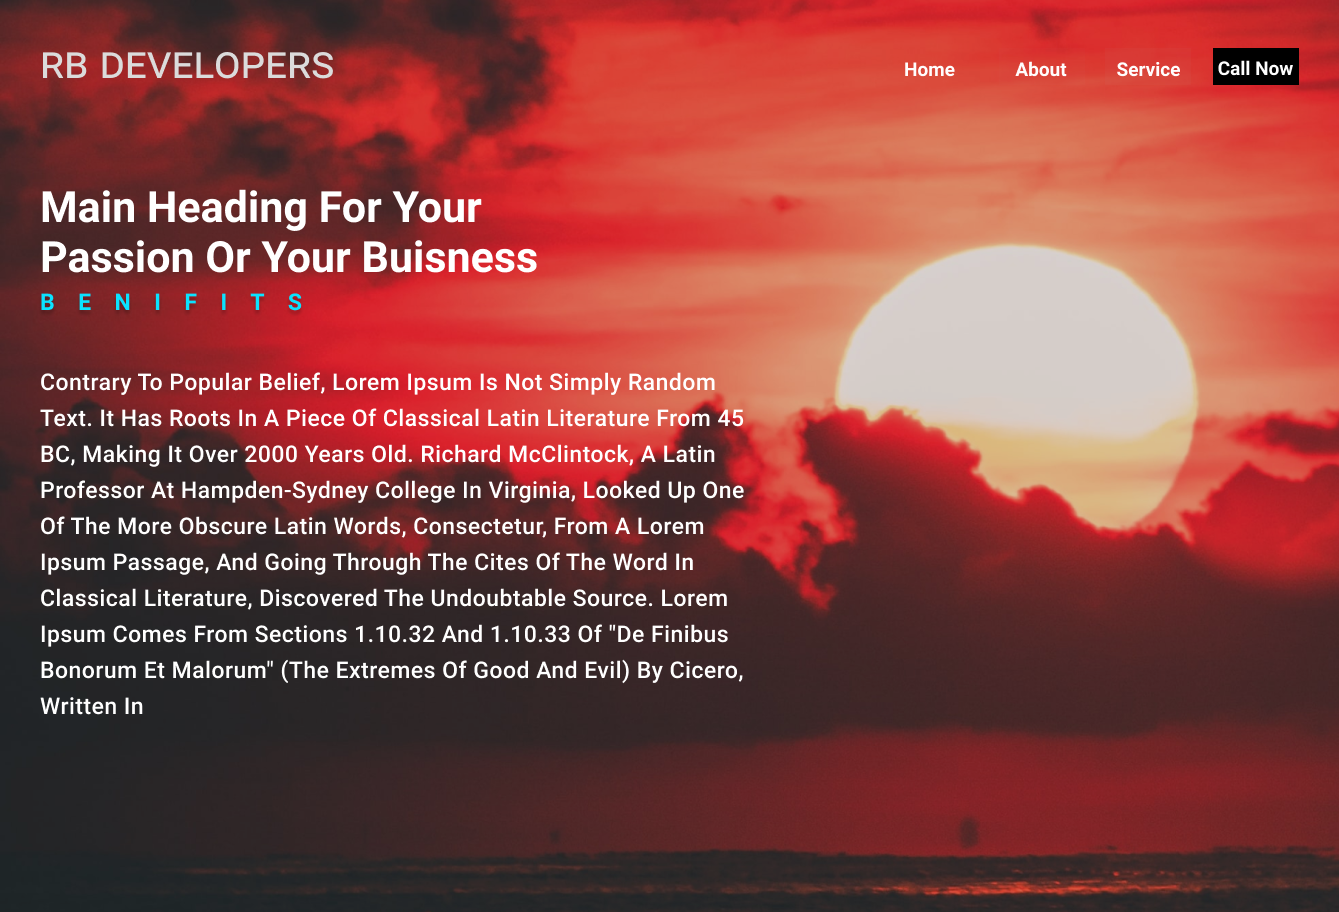 RB DEVELOPERS
Home About Service Call Now
Main Heading For Your
Passion Or Your Buisness
B E N I F I T S
Contrary To Popular Belief, Lorem Ipsum Is Not Simply Random
Text. It Has Roots In A Piece Of Classical Latin Literature From 45
BC, Making It Over 2000 Years Old. Richard McClintock, A Latin
Professor At Hampden-Sydney College In Virginia, Looked Up One
Of The More Obscure Latin Words, Consectetur, From A Lorem
Ipsum Passage, And Going Through The Cites Of The Word In
Classical Literature, Discovered The Undoubtable Source. Lorem
Ipsum Comes From Sections 1.10.32 And 1.10.33 Of "De Finibus
Bonorum Et Malorum" (The Extremes Of Good And Evil) By Cicero,
Written In